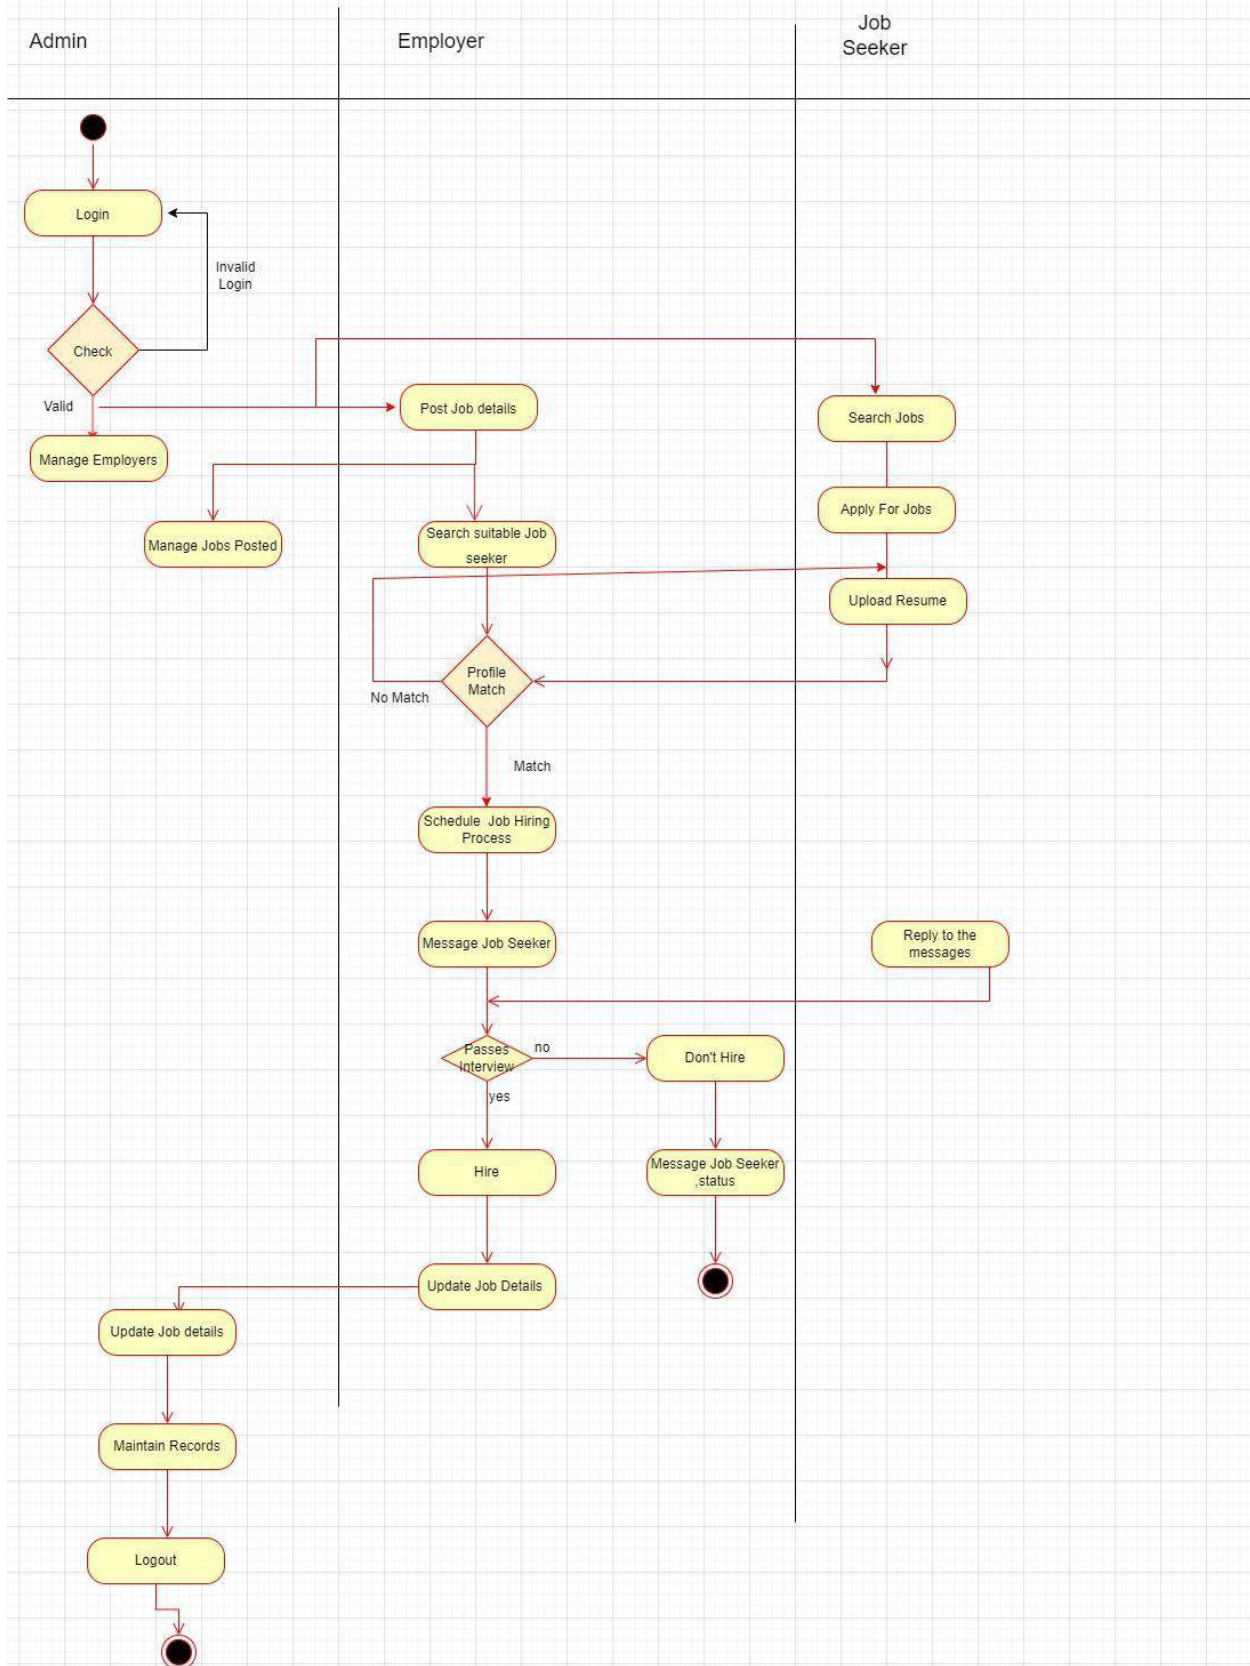 Admin
Employer
Job
Seeker
Login
Invalid
Login
Check
Valid
Post Job details
Search Jobs
Manage Employers
Apply For Jobs
Manage Jobs Posted
Search suitable Job
seeker
Upload Resume
Profile
Match
No Match
Match
Schedule Job Hiring
Process
Message Job Seeker
Reply to the
messages
Passes
Interview
no
Don't Hire
yes
Hire
Message Job Seeker
,status
Update Job Details
Update Job details
Maintain Records
Logout